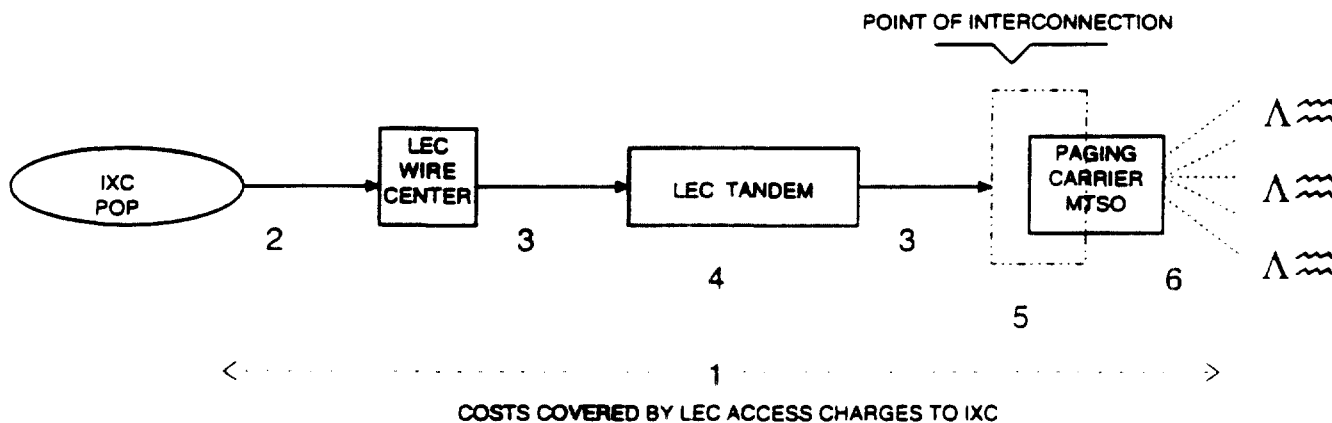 POINT OF INTERCONNECTION
LEC
WIRE
CENTER
IXC
POP
LEC TANDEM
PAGING
CARRIER
MTSO
2
3
3
4
6
5
1
COSTS COVERED BY LEC ACCESS CHARGES TO IXC